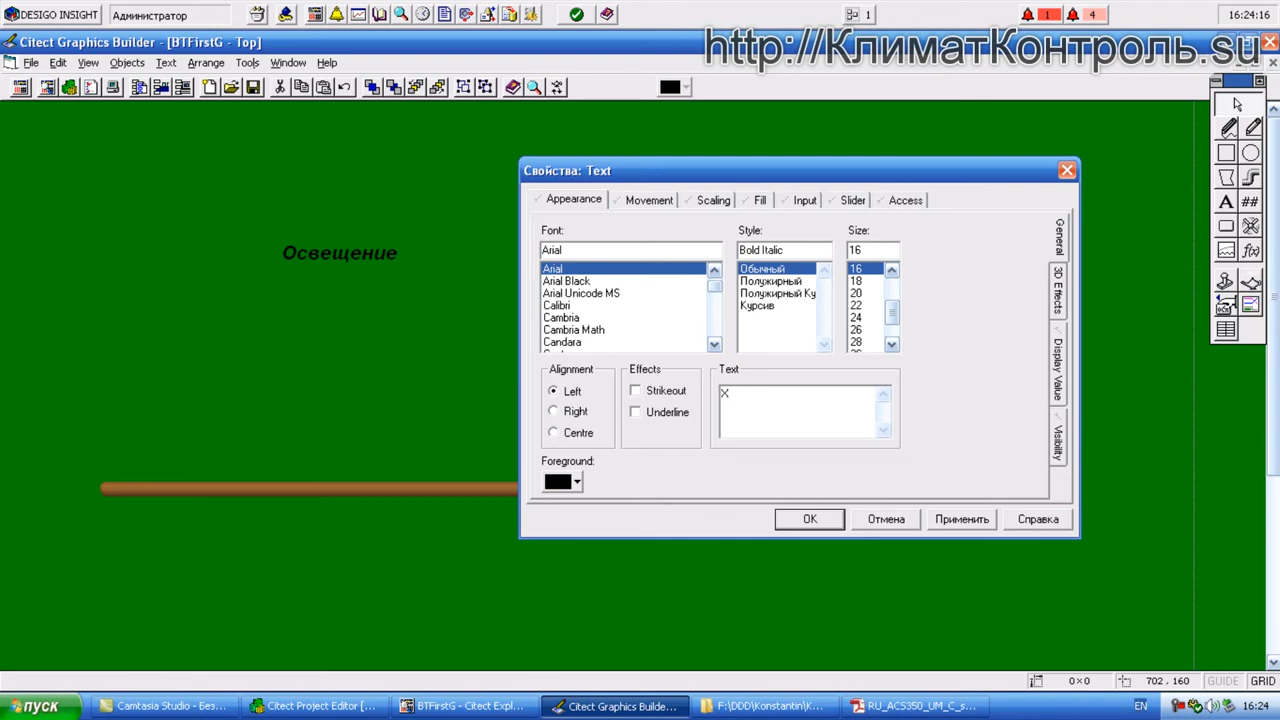 DESIGO INSIGHT
Администратор
1
1
4
16:24:16
Citect Graphics Builder - [BTFirstG - Top]
http://КлиматКонтроль.su
File Edit View Objects Text Arrange Tools Window Help
Освещение
Свойства: Text
Appearance Movement Scaling Fill Input Slider Access
Font: Style: Size:
Arial Bold Italic 16
Arial Обычный 16
Arial Black Полужирный 18
Arial Unicode MS Полужирный Ку 20
Calibri Курсив 22
Cambria 24
Cambria Math 26
Candara 28
General
3D Effects
Display Value
Visibility
Alignment Effects Text
Left Strikeout X
Right Underline
Centre
Foreground:
OK Отмена Применить Справка
A ##
f(x)
0×0 702 , 160 GUIDE GRID
пуск Camtasia Studio - Без... Citect Project Editor [... BTFirstG - Citect Expl... Citect Graphics Builde... F:\DDD\Konstantin\K... RU_ACS350_UM_C_s... EN 16:24